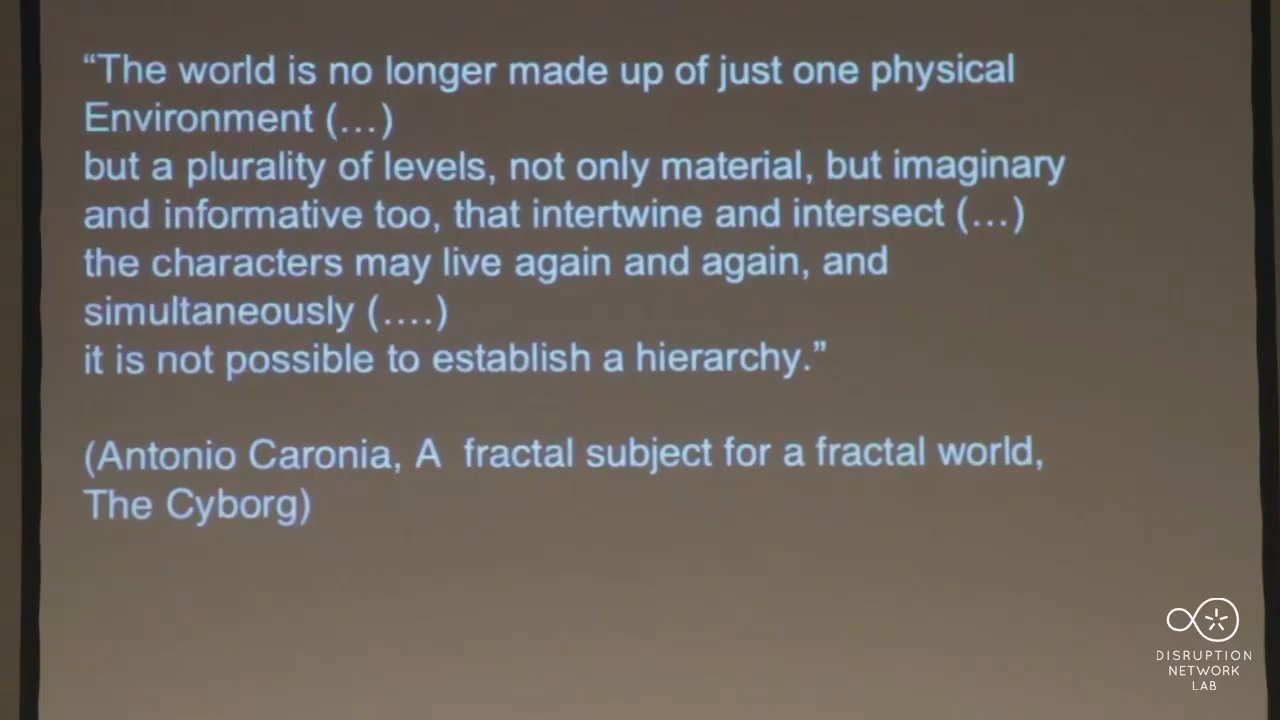 “The world is no longer made up of just one physical
Environment (…)
but a plurality of levels, not only material, but imaginary
and informative too, that intertwine and intersect (…)
the characters may live again and again, and
simultaneously (….)
it is not possible to establish a hierarchy.”
(Antonio Caronia, A  fractal subject for a fractal world,
The Cyborg)
DISRUPTION
NETWORK
LAB